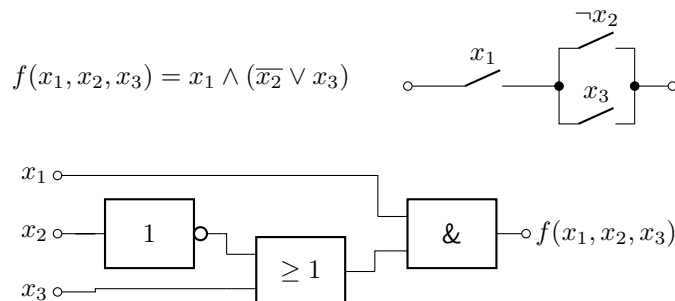 ¬x₂
x₁
f(x₁, x₂, x₃) = x₁ ∧ (x̅₂ ∨ x₃)
x₃
x₁
x₂ 1 & f(x₁, x₂, x₃)
≥ 1
x₃